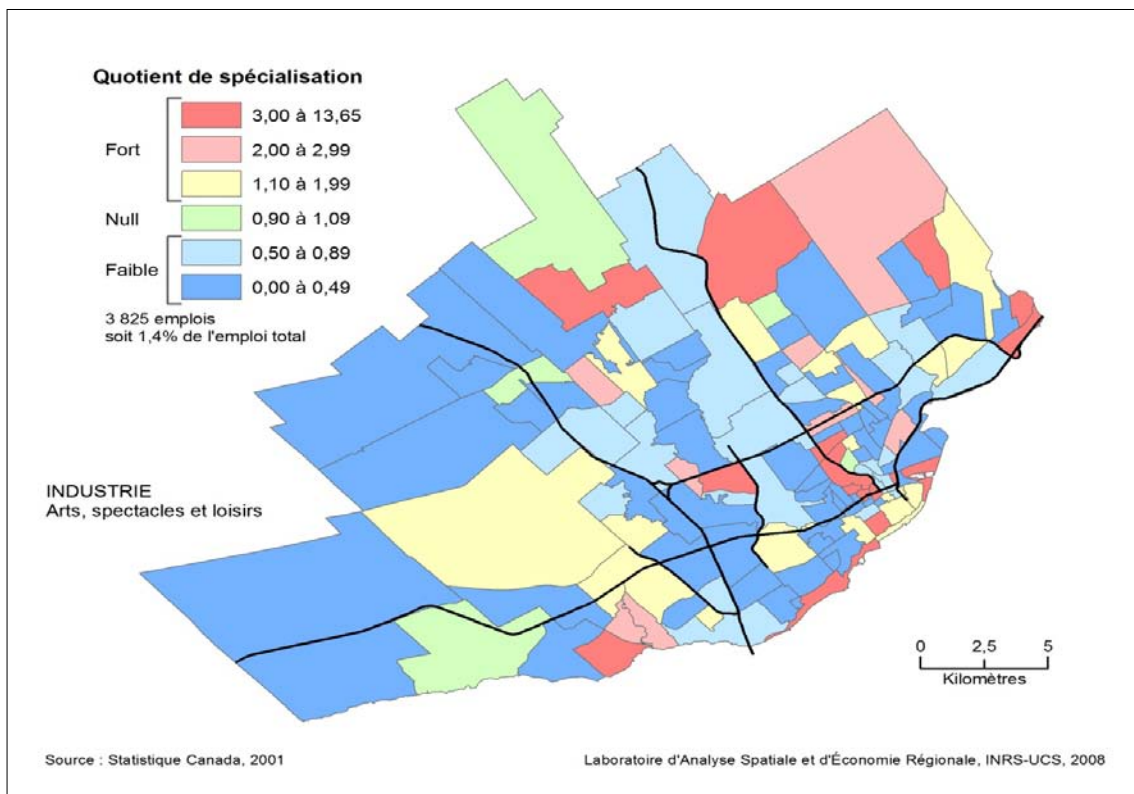 Quotient de spécialisation
Fort
3,00 à 13,65
2,00 à 2,99
1,10 à 1,99
Null
0,90 à 1,09
Faible
0,50 à 0,89
0,00 à 0,49
3 825 emplois
soit 1,4% de l'emploi total
INDUSTRIE
Arts, spectacles et loisirs
0 2,5 5
Kilomètres
Source : Statistique Canada, 2001
Laboratoire d'Analyse Spatiale et d'Économie Régionale, INRS-UCS, 2008